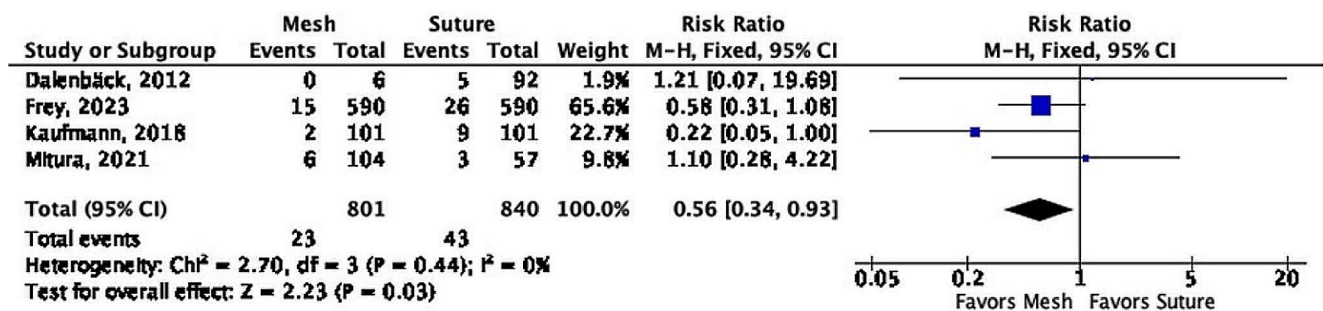 Mesh Suture Risk Ratio Risk Ratio
Study or Subgroup Events Total Events Total Weight M-H, Fixed, 95% CI M-H, Fixed, 95% CI
Dalenbäck, 2012 0 6 5 92 1.9% 1.21 [0.07, 19.69]
Frey, 2023 15 590 26 590 65.6% 0.58 [0.31, 1.08]
Kaufmann, 2018 2 101 9 101 22.7% 0.22 [0.05, 1.00]
Mitura, 2021 6 104 3 57 9.8% 1.10 [0.28, 4.22]
Total (95% CI) 801 840 100.0% 0.56 [0.34, 0.93]
Total events 23 43
Heterogeneity: Chi² = 2.70, df = 3 (P = 0.44); I² = 0%
Test for overall effect: Z = 2.23 (P = 0.03)
0.05 0.2 1 5 20
Favors Mesh Favors Suture